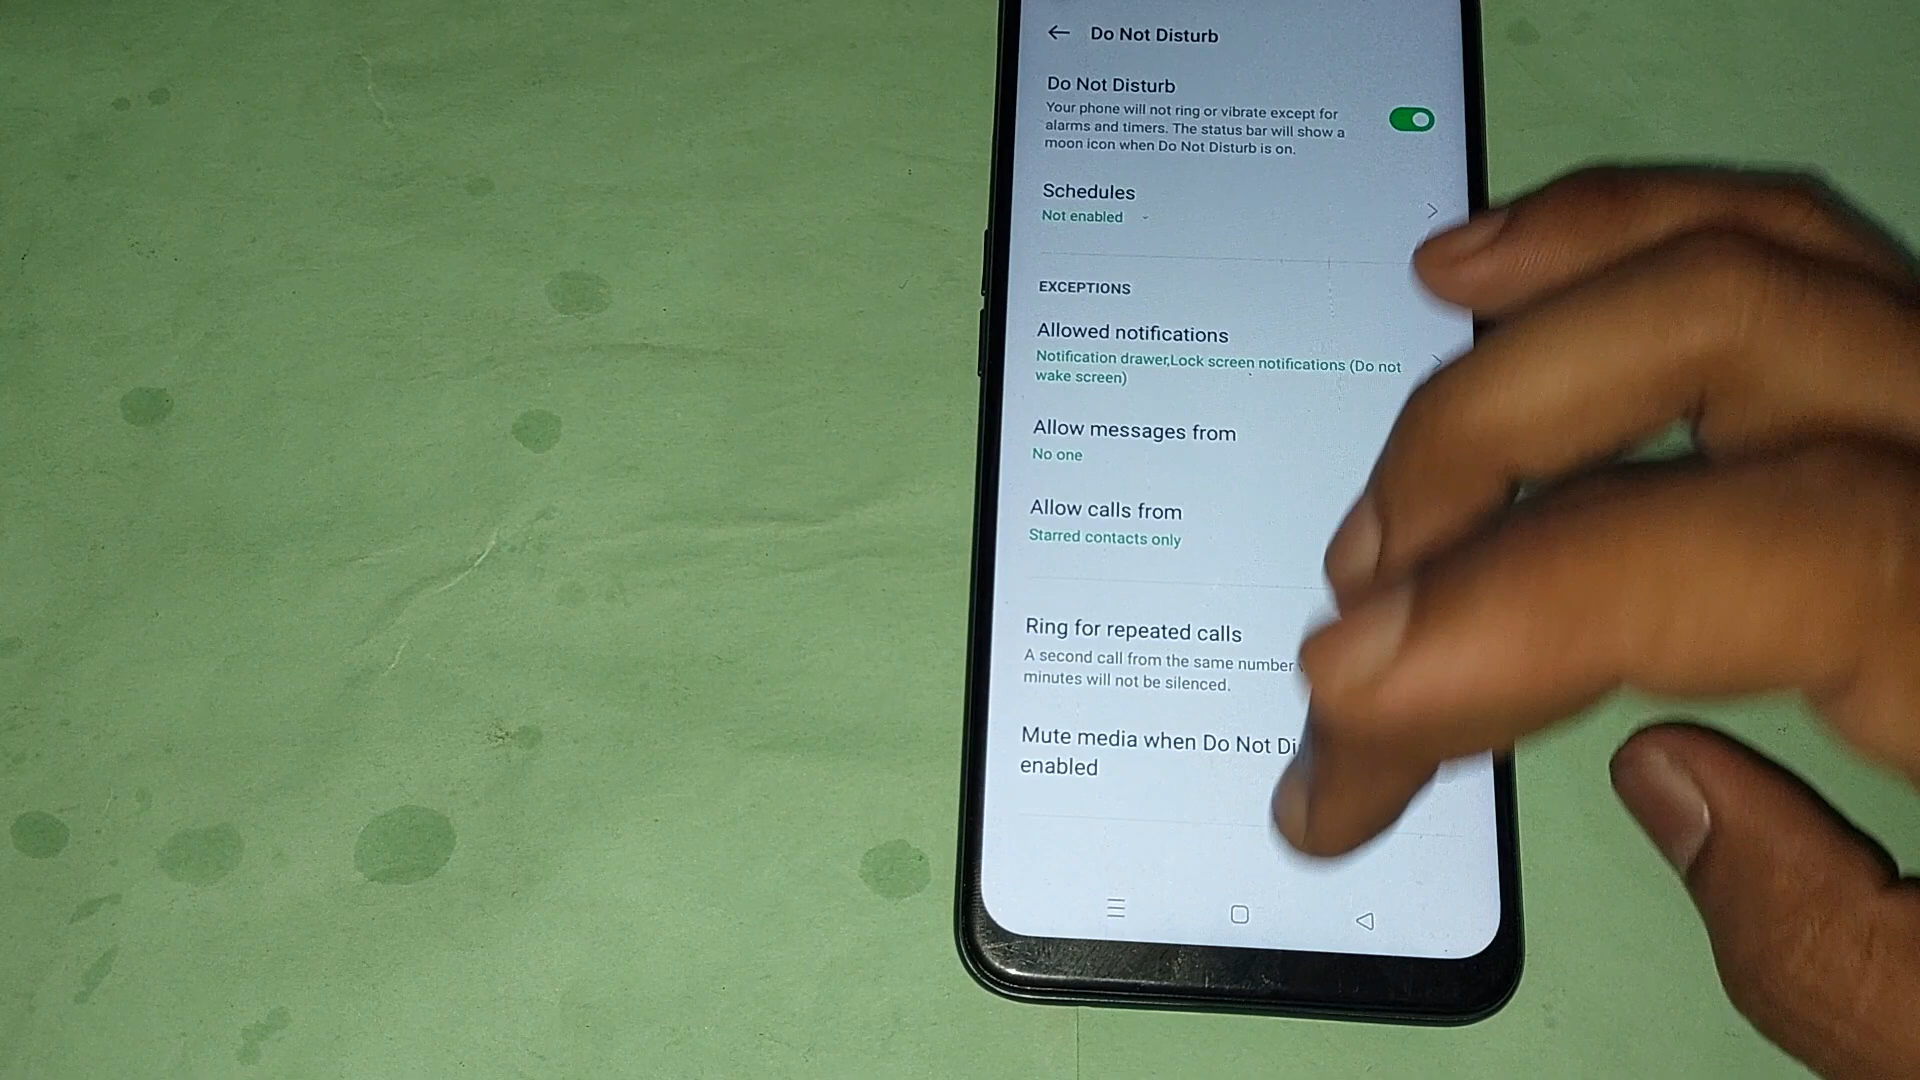 Do Not Disturb
Do Not Disturb
Your phone will not ring or vibrate except for
alarms and timers. The status bar will show a
moon icon when Do Not Disturb is on.
Schedules
Not enabled
EXCEPTIONS
Allowed notifications
Notification drawer,Lock screen notifications (Do not
wake screen)
Allow messages from
No one
Allow calls from
Starred contacts only
Ring for repeated calls
A second call from the same number
minutes will not be silenced.
Mute media when Do Not Di
enabled